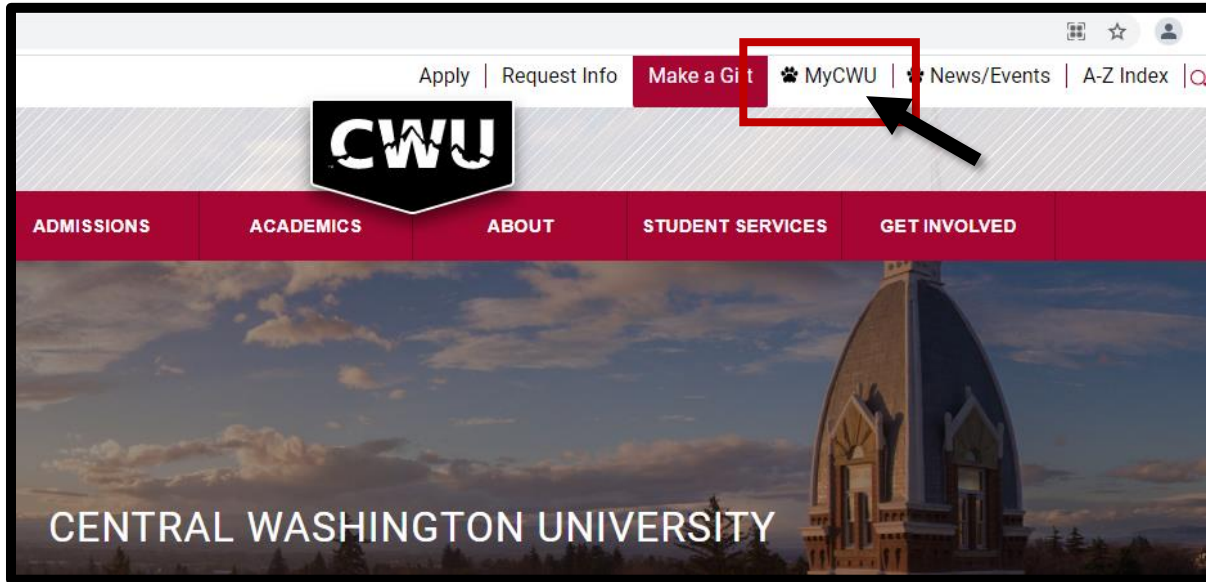 Apply | Request Info Make a Gift MyCWU | News/Events | A-Z Index |
CWU
ADMISSIONS ACADEMICS ABOUT STUDENT SERVICES GET INVOLVED
CENTRAL WASHINGTON UNIVERSITY